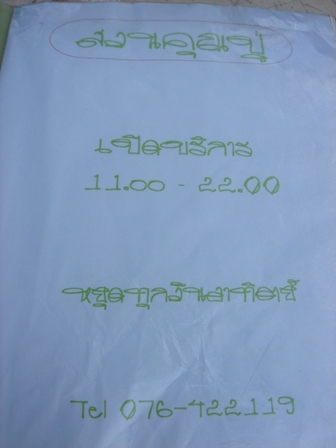 สวนคุณปู่
เปิดบริการ
11.00 - 22.00
หยุดทุกวันอาทิตย์
Tel 076-422119